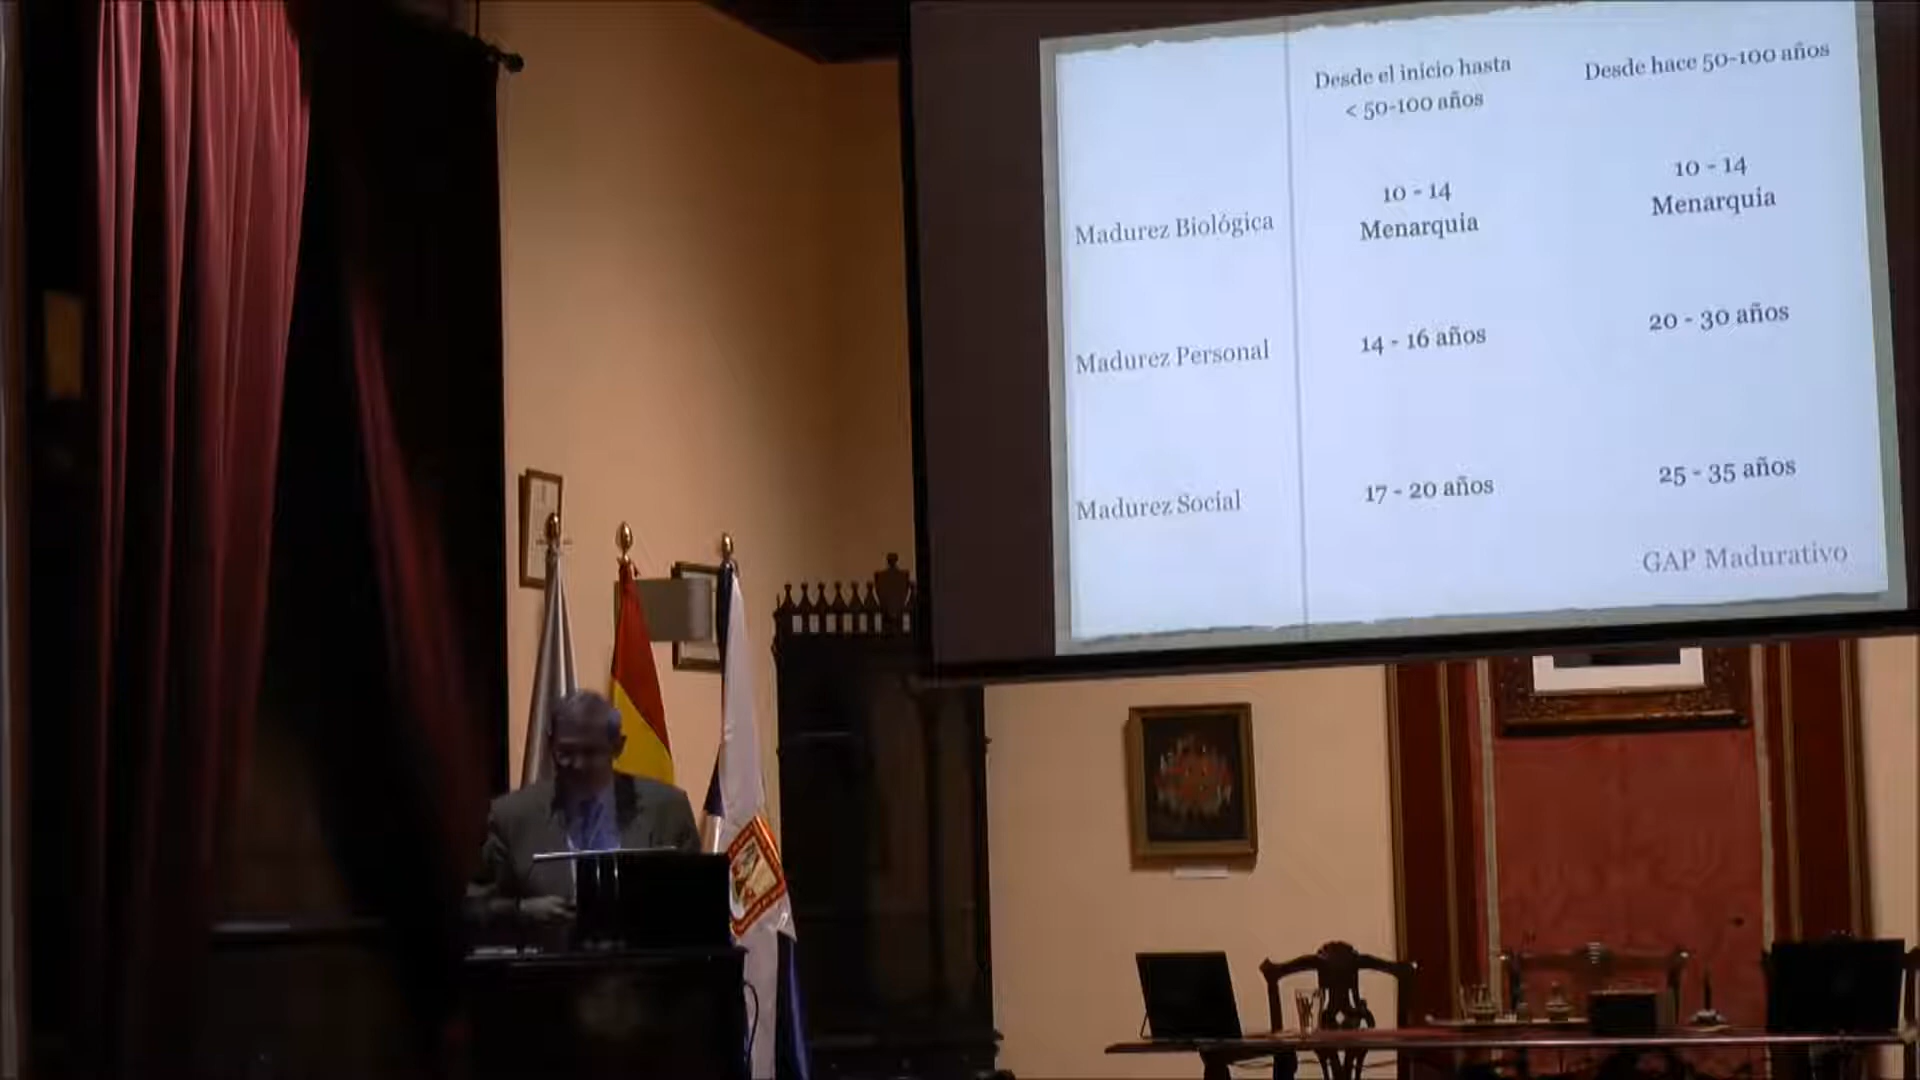 Desde el inicio hasta
< 50-100 años
Desde hace 50-100 años
Madurez Biológica
10 - 14
Menarquia
10 - 14
Menarquia
Madurez Personal
14 - 16 años
20 - 30 años
Madurez Social
17 - 20 años
25 - 35 años
GAP Madurativo